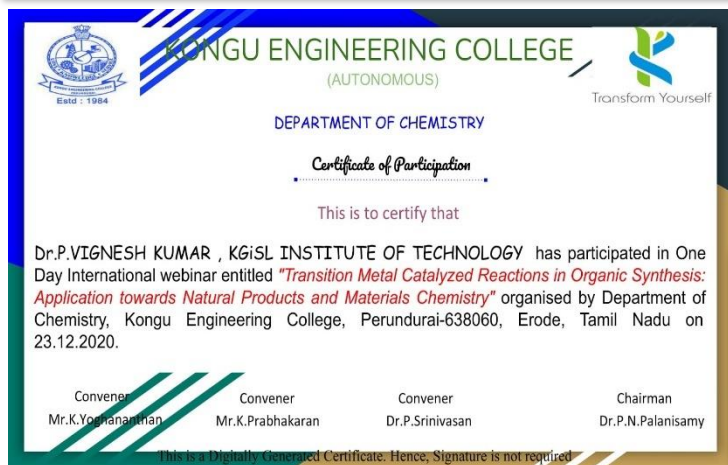 KONGU ENGINEERING COLLEGE
(AUTONOMOUS)
Estd : 1984
Transform Yourself
DEPARTMENT OF CHEMISTRY
Certificate of Participation
This is to certify that
Dr.P.VIGNESH KUMAR , KGiSL INSTITUTE OF TECHNOLOGY has participated in One
Day International webinar entitled "Transition Metal Catalyzed Reactions in Organic Synthesis:
Application towards Natural Products and Materials Chemistry" organised by Department of
Chemistry, Kongu Engineering College, Perundurai-638060, Erode, Tamil Nadu on
23.12.2020.
Convener Convener Convener Chairman
Mr.K.Yoghananthan Mr.K.Prabhakaran Dr.P.Srinivasan Dr.P.N.Palanisamy
This is a Digitally Generated Certificate. Hence, Signature is not required